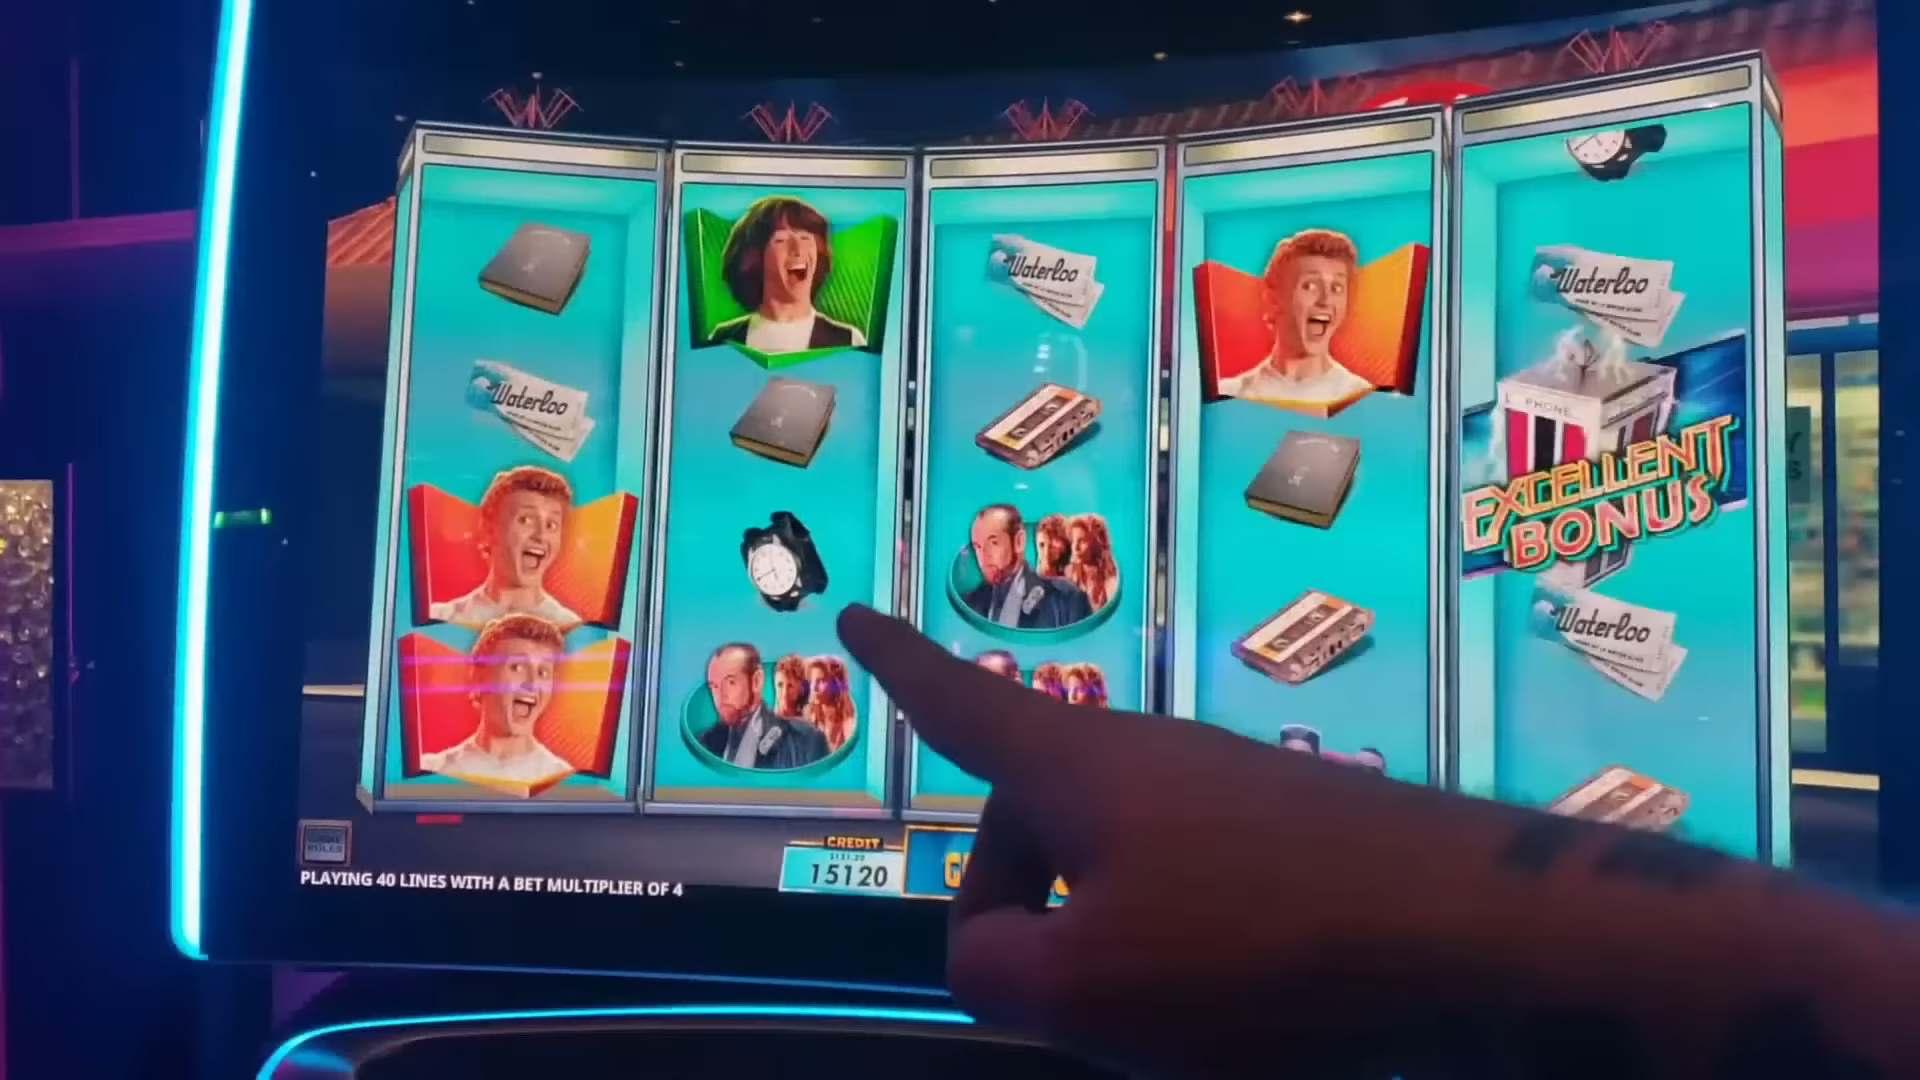 Waterloo
Waterloo
Waterloo
PHONE
EXCELLENT
BONUS
Waterloo
CREDIT
15120
PLAYING 40 LINES WITH A BET MULTIPLIER OF 4